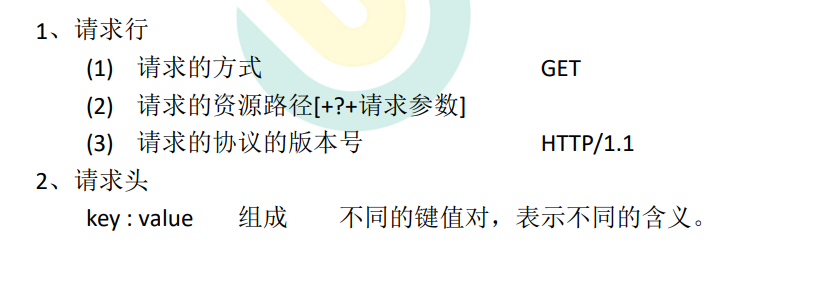 1、请求行
(1) 请求的方式 GET
(2) 请求的资源路径[+?+请求参数]
(3) 请求的协议的版本号 HTTP/1.1
2、请求头
key : value 组成 不同的键值对，表示不同的含义。